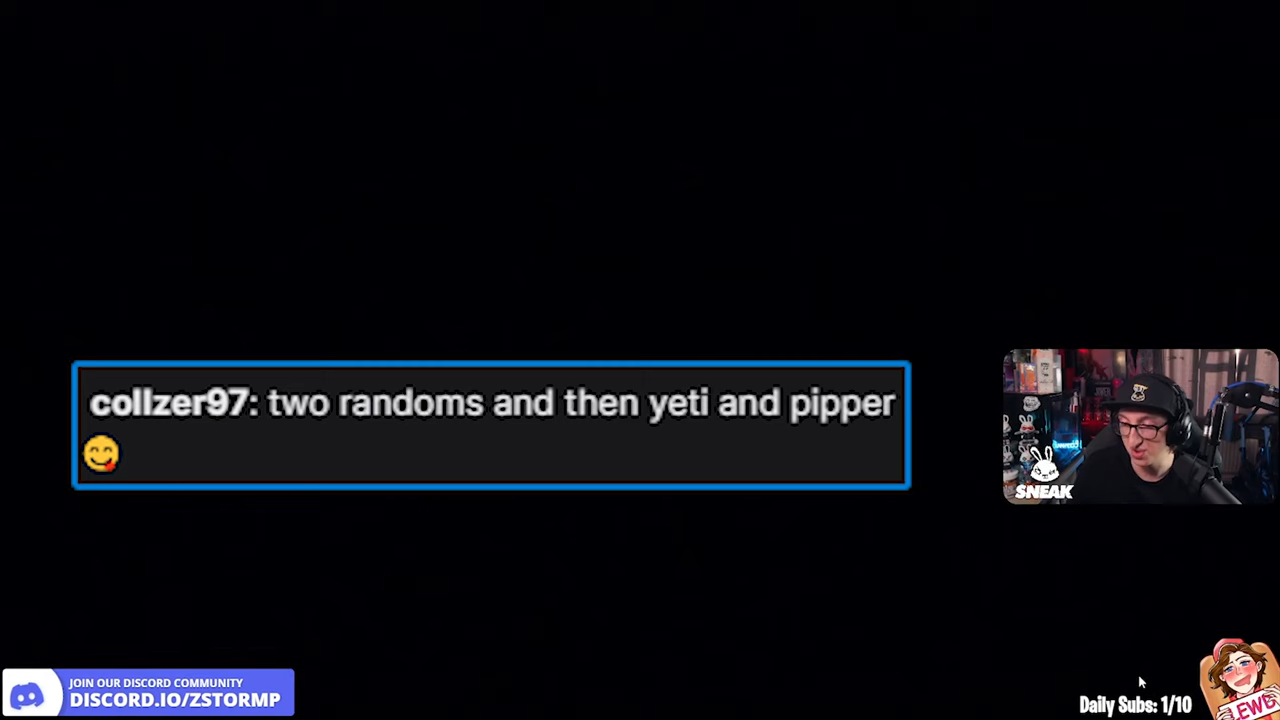 collzer97: two randoms and then yeti and pipper
SNEAK
JOIN OUR DISCORD COMMUNITY
DISCORD.IO/ZSTORMP
Daily Subs: 1/10
LEWD